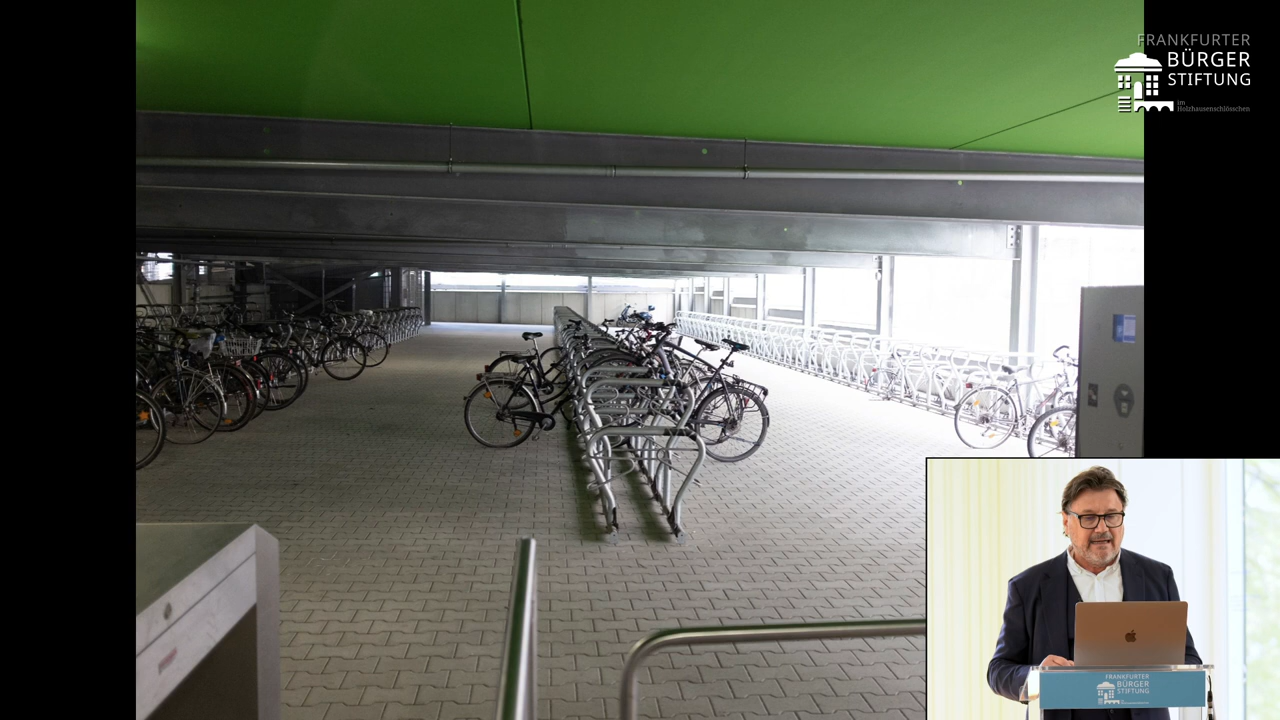 FRANKFURTER
BÜRGER
STIFTUNG
im
Holzhausenschlösschen
FRANKFURTER
BÜRGER
STIFTUNG